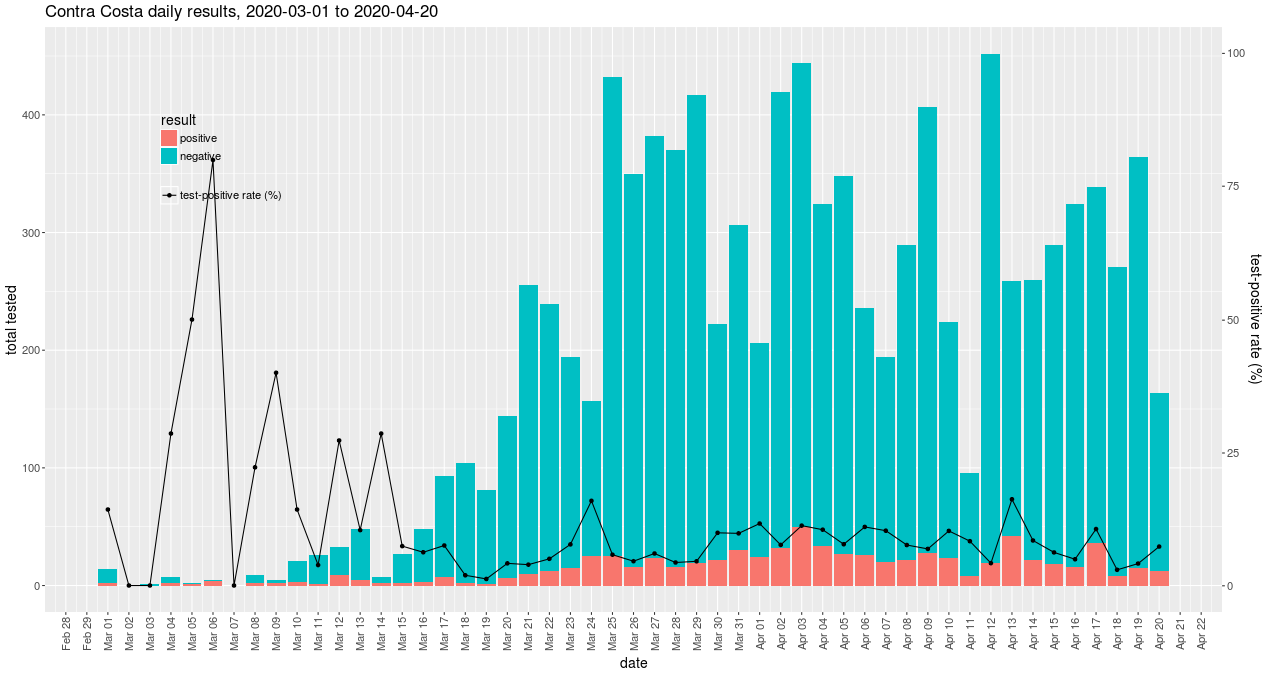 Contra Costa daily results, 2020-03-01 to 2020-04-20
result
positive
negative
test-positive rate (%)
400
300
200
100
0
total tested
100
75
50
25
0
test-positive rate (%)
Feb 28
Feb 29
Mar 01
Mar 02
Mar 03
Mar 04
Mar 05
Mar 06
Mar 07
Mar 08
Mar 09
Mar 10
Mar 11
Mar 12
Mar 13
Mar 14
Mar 15
Mar 16
Mar 17
Mar 18
Mar 19
Mar 20
Mar 21
Mar 22
Mar 23
Mar 24
Mar 25
Mar 26
Mar 27
Mar 28
Mar 29
Mar 30
Mar 31
Apr 01
Apr 02
Apr 03
Apr 04
Apr 05
Apr 06
Apr 07
Apr 08
Apr 09
Apr 10
Apr 11
Apr 12
Apr 13
Apr 14
Apr 15
Apr 16
Apr 17
Apr 18
Apr 19
Apr 20
Apr 21
Apr 22
date